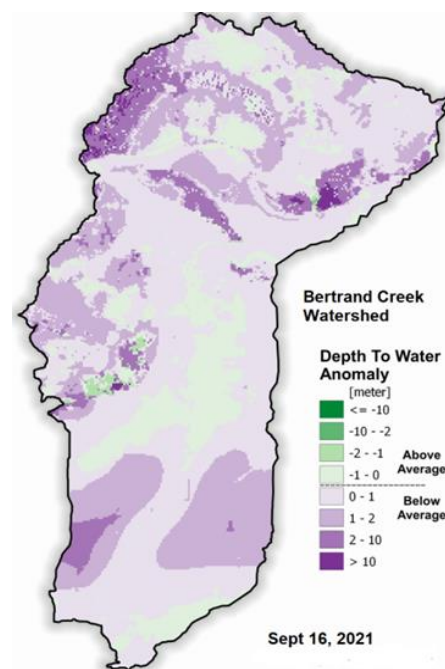 Bertrand Creek
Watershed
Depth To Water
Anomaly
[meter]
<= -10
-10 - -2
-2 - -1
-1 - 0
Above
Average
0 - 1
1 - 2
2 - 10
> 10
Below
Average
Sept 16, 2021